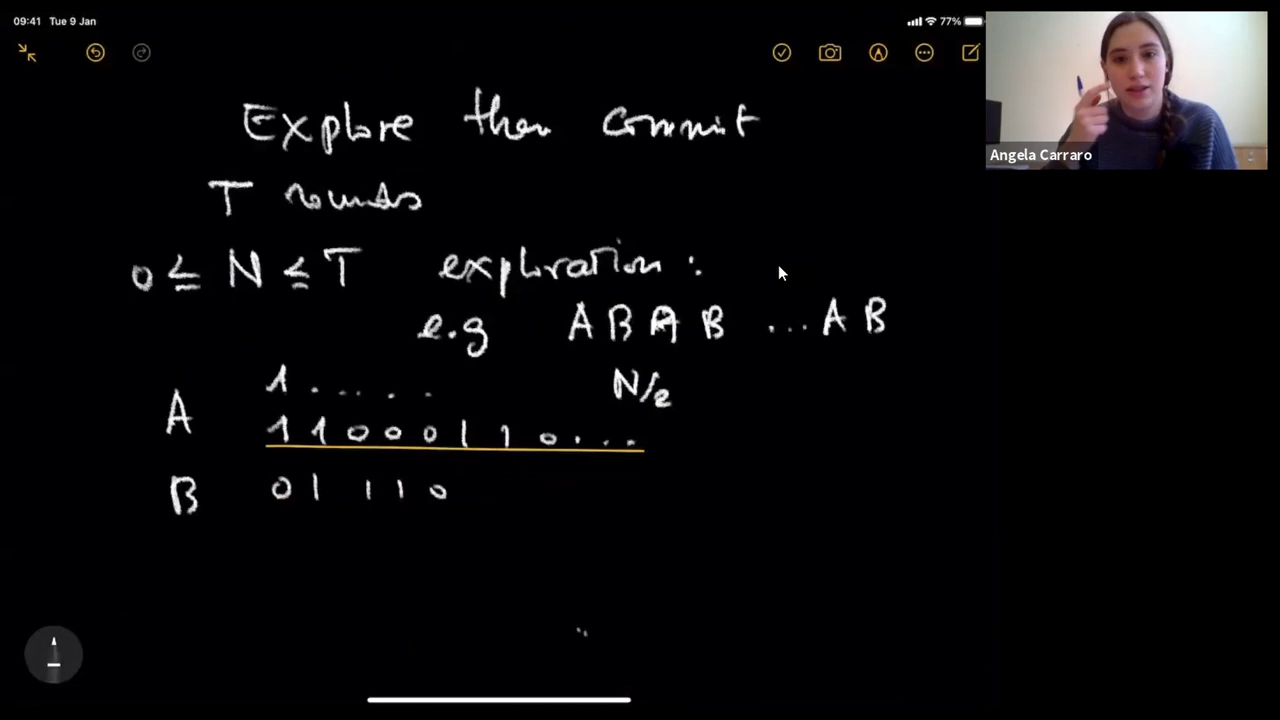 09:41 Tue 9 Jan 77%
Explore then commit
T rounds
0 ≤ N ≤ T exploration :
e.g A B A B ... A B
1 ..... N/2
A
1 1 0 0 0 1 1 0 ...
B 0 1 1 1 0
Angela Carraro